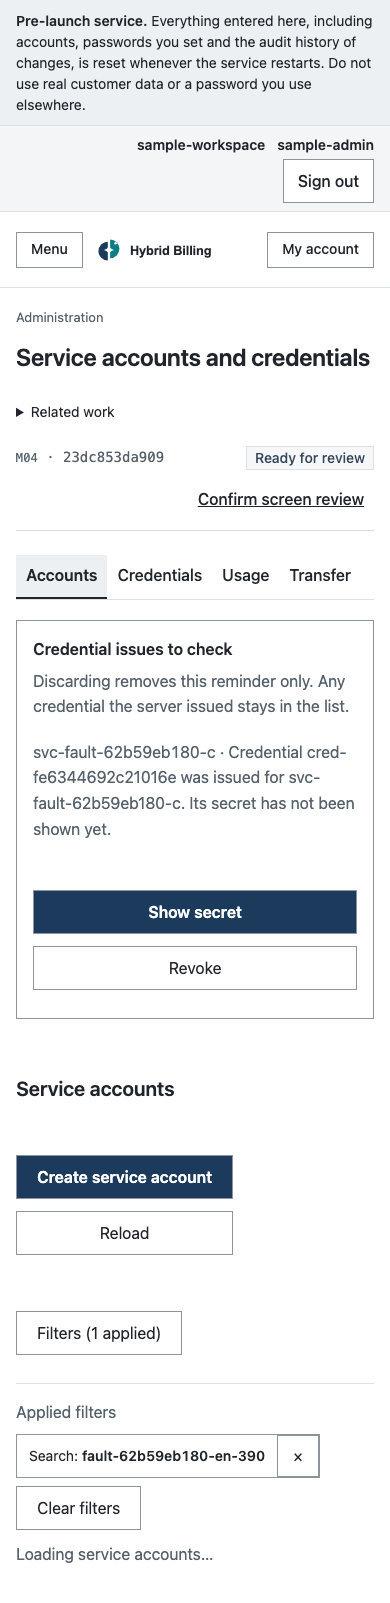 Pre-launch service. Everything entered here, including
accounts, passwords you set and the audit history of
changes, is reset whenever the service restarts. Do not
use real customer data or a password you use
elsewhere.
sample-workspace sample-admin
Sign out
Menu
Hybrid Billing
My account
Administration
Service accounts and credentials
Related work
M04 · 23dc853da909
Ready for review
Confirm screen review
Accounts Credentials Usage Transfer
Credential issues to check
Discarding removes this reminder only. Any
credential the server issued stays in the list.
svc-fault-62b59eb180-c · Credential cred-
fe6344692c21016e was issued for svc-
fault-62b59eb180-c. Its secret has not been
shown yet.
Show secret
Revoke
Service accounts
Create service account
Reload
Filters (1 applied)
Applied filters
Search: fault-62b59eb180-en-390 ×
Clear filters
Loading service accounts...